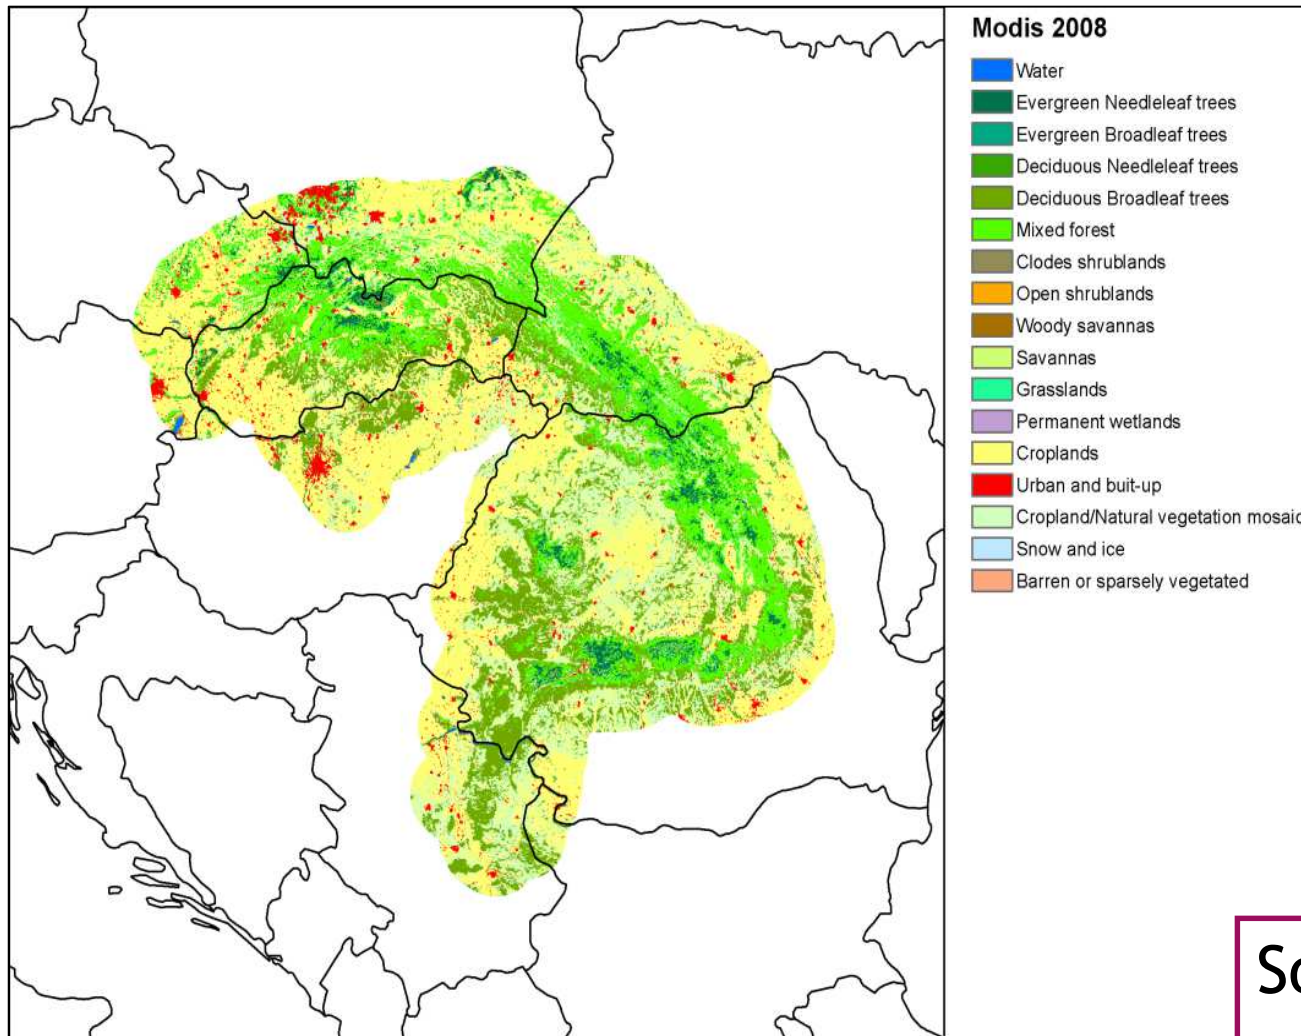 Modis 2008
Water
Evergreen Needleleaf trees
Evergreen Broadleaf trees
Deciduous Needleleaf trees
Deciduous Broadleaf trees
Mixed forest
Clodes shrublands
Open shrublands
Woody savannas
Savannas
Grasslands
Permanent wetlands
Croplands
Urban and buit-up
Cropland/Natural vegetation mosaic
Snow and ice
Barren or sparsely vegetated